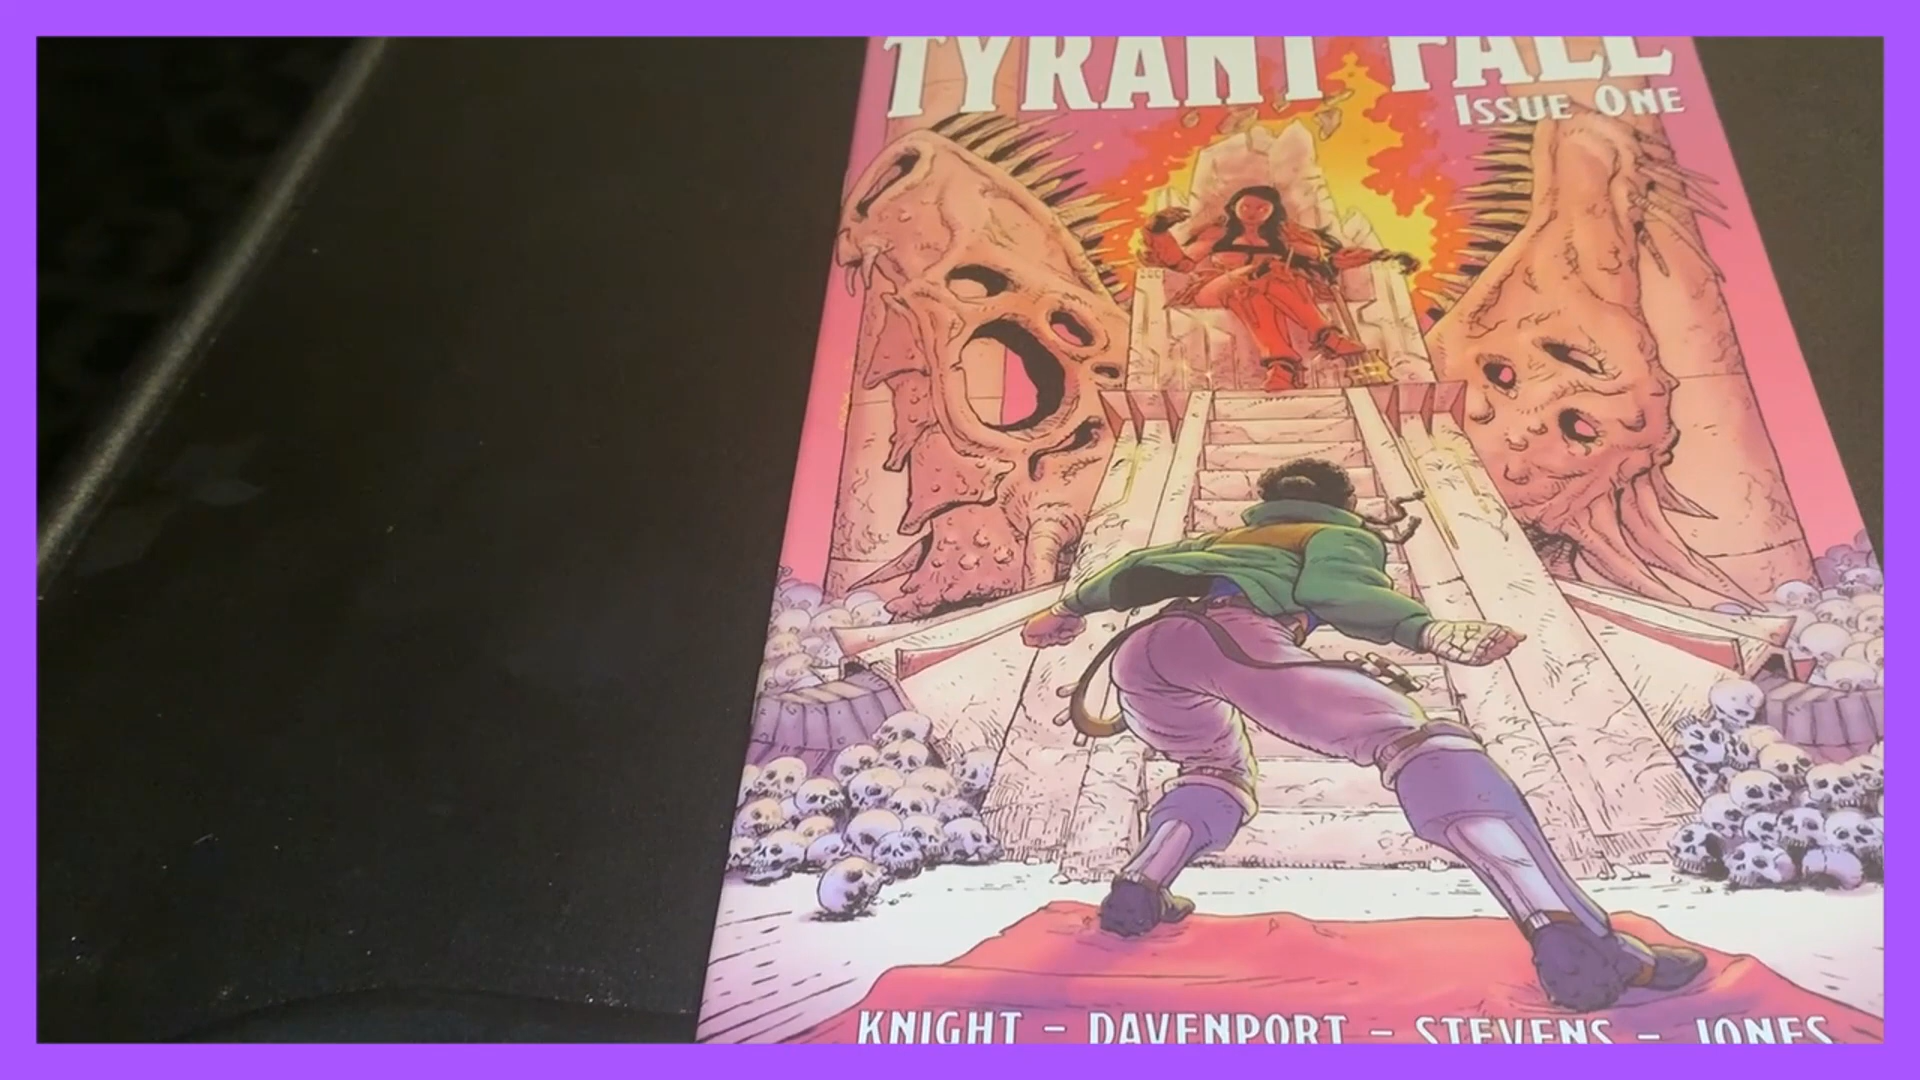 TYRANT FALL
ISSUE ONE
KNIGHT - DAVENPORT - STEVENS - JONES